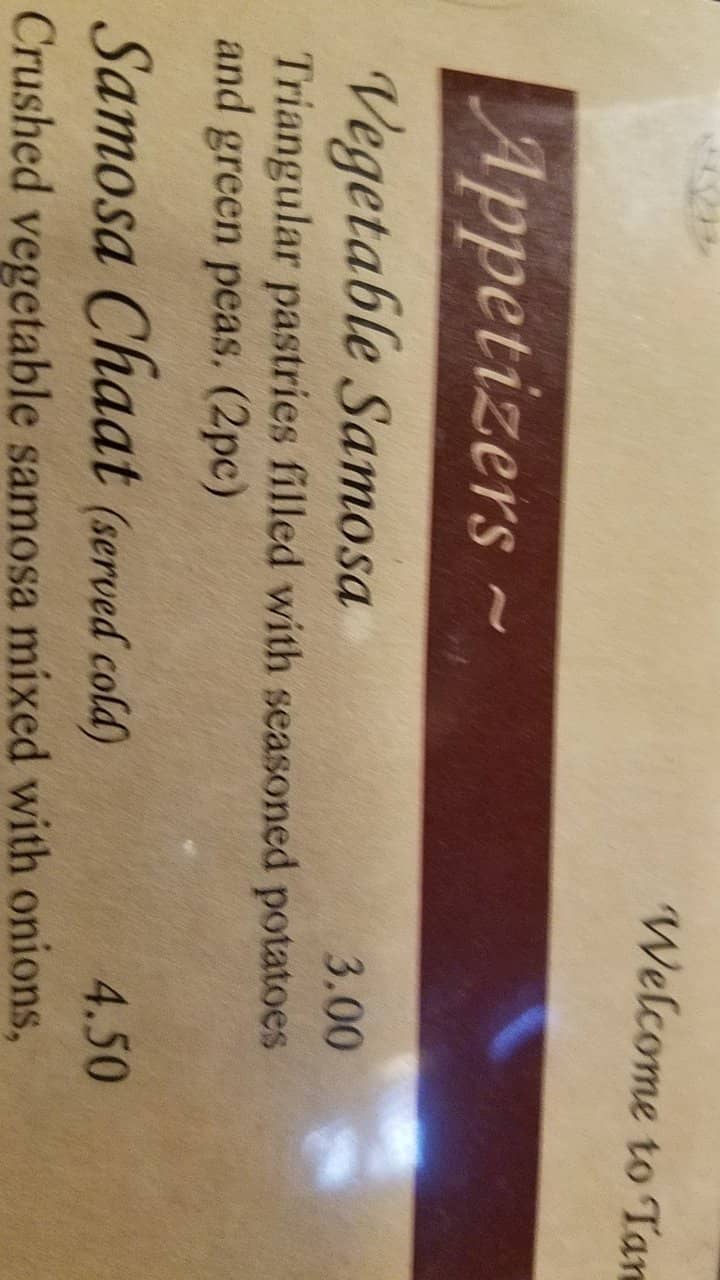 Welcome to Tan
Appetizers ~
Vegetable Samosa 3.00
Triangular pastries filled with seasoned potatoes
and green peas. (2pc)
Samosa Chaat (served cold) 4.50
Crushed vegetable samosa mixed with onions,